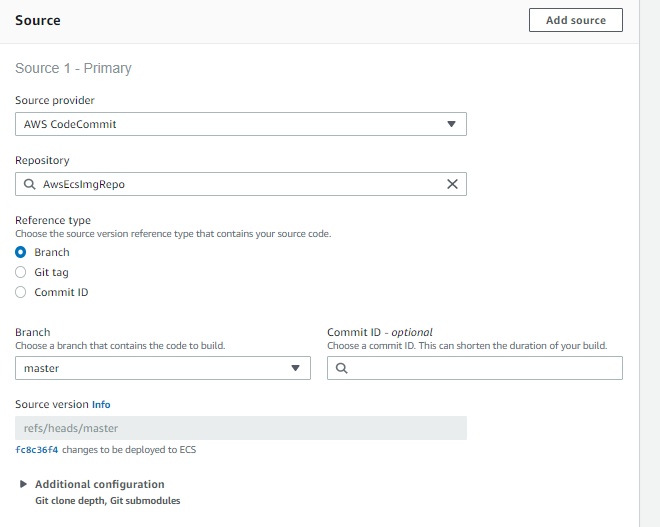 Source
Add source
Source 1 - Primary
Source provider
AWS CodeCommit
Repository
AwsEcsImgRepo
Reference type
Choose the source version reference type that contains your source code.
Branch
Git tag
Commit ID
Branch
Choose a branch that contains the code to build.
master
Commit ID - optional
Choose a commit ID. This can shorten the duration of your build.
Source version Info
refs/heads/master
fc8c36f4 changes to be deployed to ECS
Additional configuration
Git clone depth, Git submodules